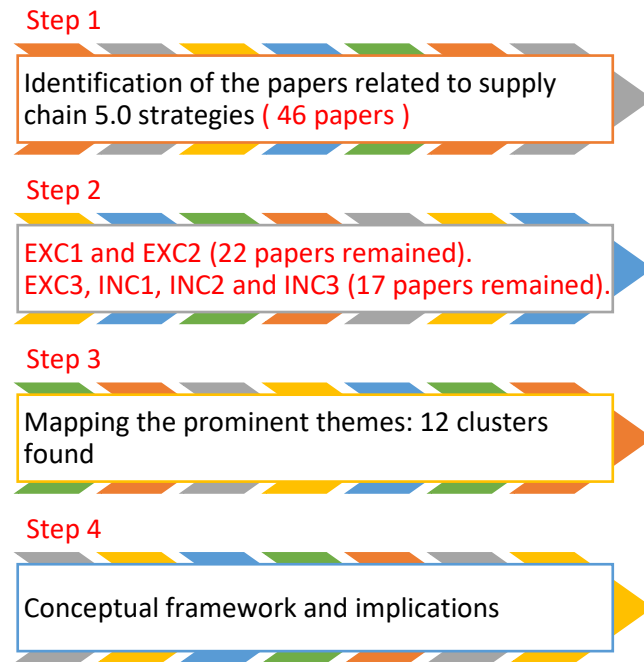 Step 1
Identification of the papers related to supply
chain 5.0 strategies ( 46 papers )
Step 2
EXC1 and EXC2 (22 papers remained).
EXC3, INC1, INC2 and INC3 (17 papers remained).
Step 3
Mapping the prominent themes: 12 clusters
found
Step 4
Conceptual framework and implications